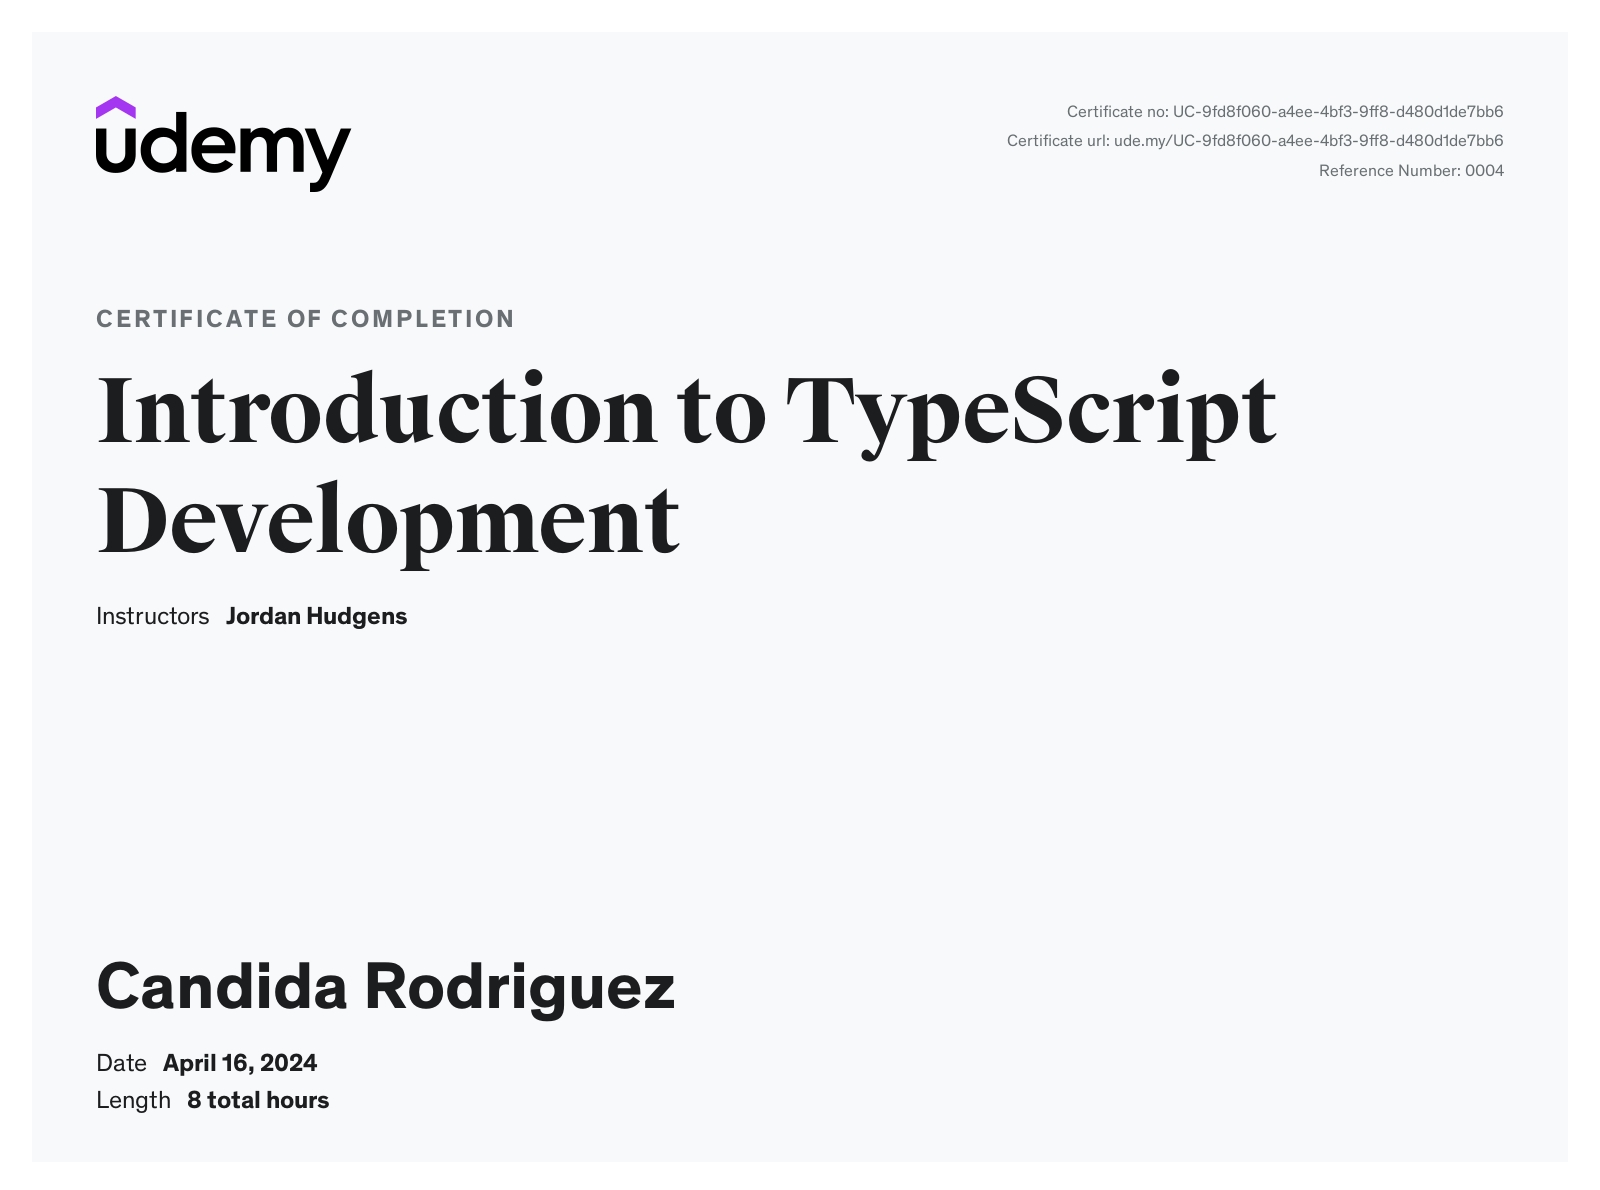 udemy
Certificate no: UC-9fd8f060-a4ee-4bf3-9ff8-d480d1de7bb6
Certificate url: ude.my/UC-9fd8f060-a4ee-4bf3-9ff8-d480d1de7bb6
Reference Number: 0004
CERTIFICATE OF COMPLETION
Introduction to TypeScript
Development
Instructors Jordan Hudgens
Candida Rodriguez
Date April 16, 2024
Length 8 total hours